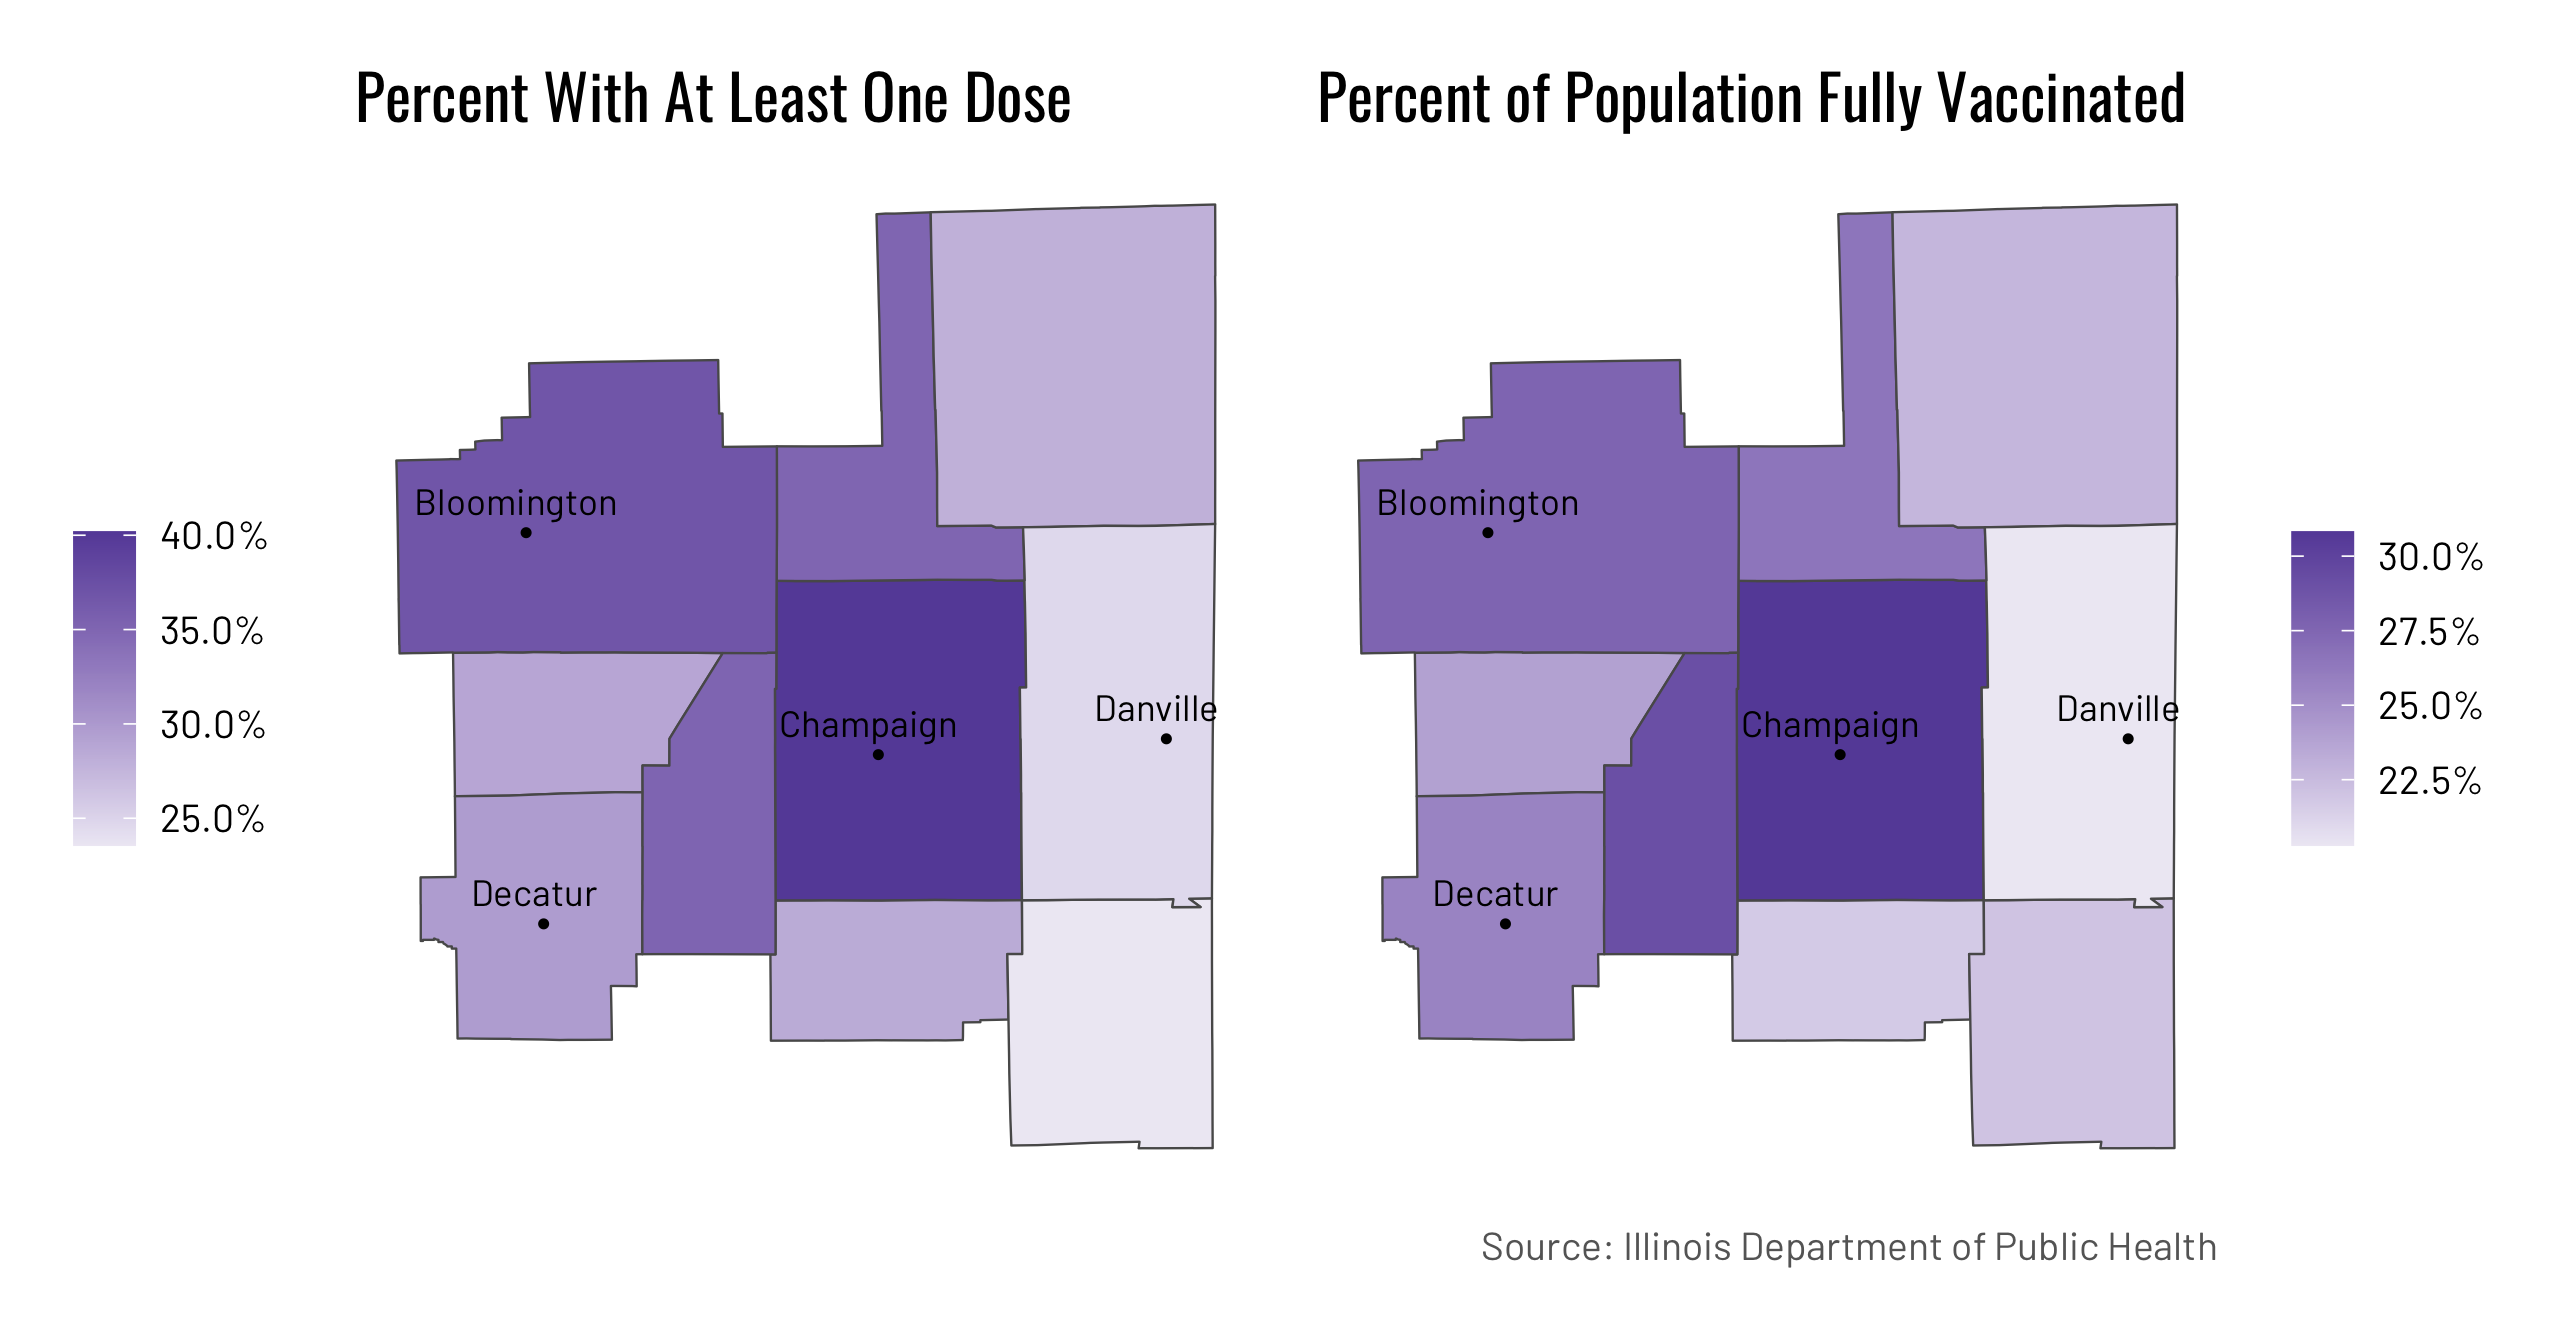 Percent With At Least One Dose
Percent of Population Fully Vaccinated
40.0%
35.0%
30.0%
25.0%
Bloomington
Champaign
Danville
Decatur
Bloomington
Champaign
Danville
Decatur
30.0%
27.5%
25.0%
22.5%
Source: Illinois Department of Public Health